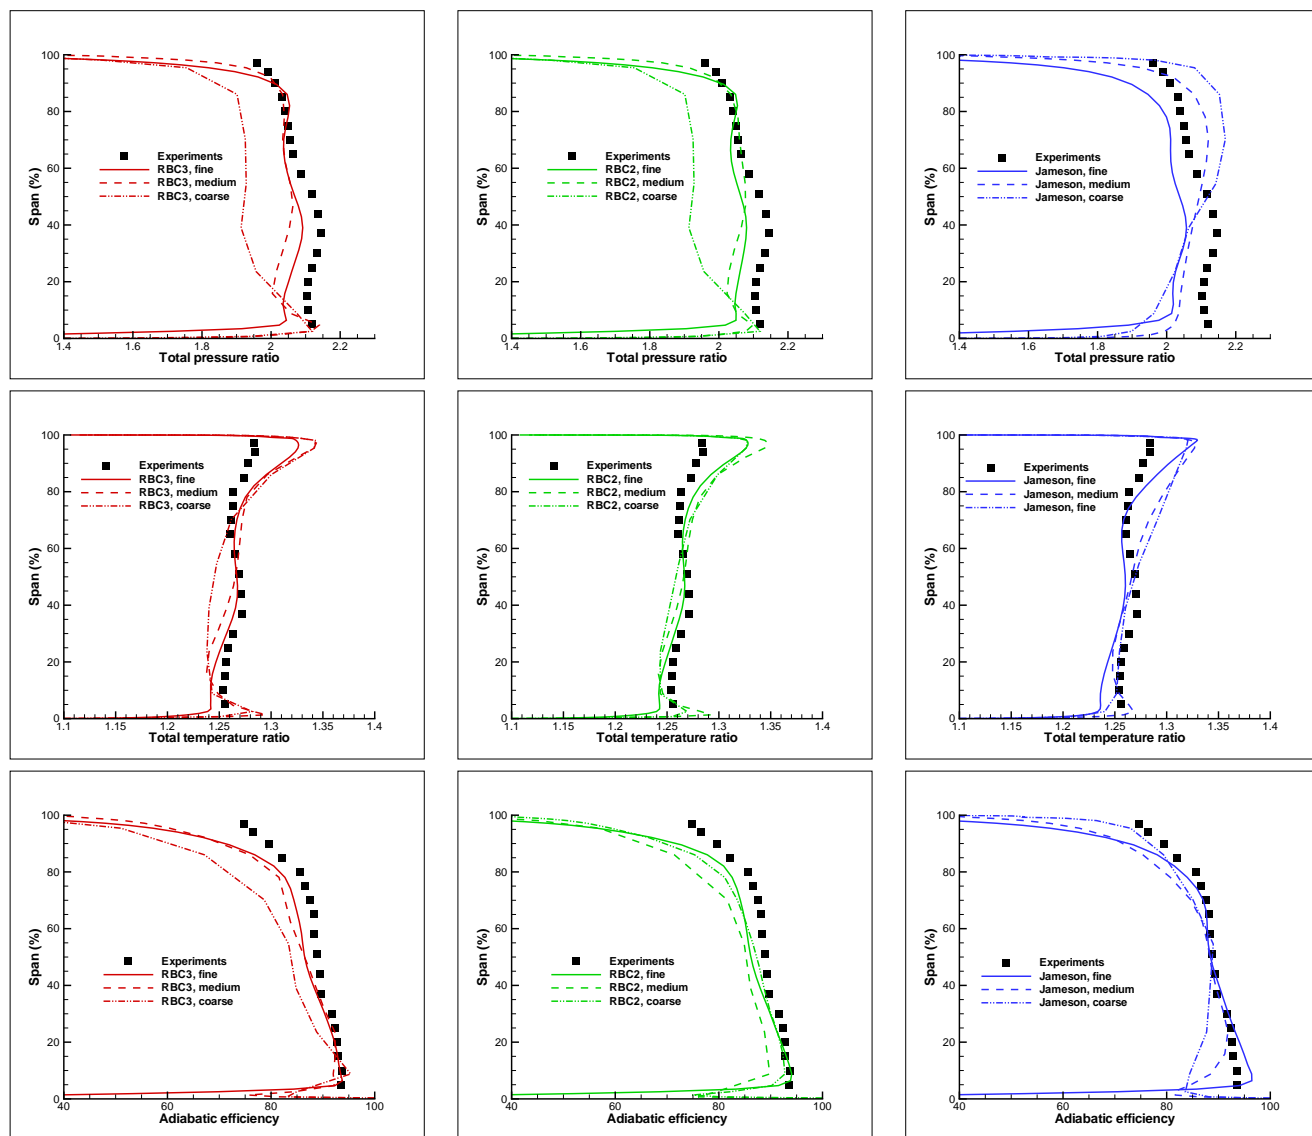 100
80
60
40
20
0
Span (%)
Experiments
RBC3, fine
RBC3, medium
RBC3, coarse
1.4 1.6 1.8 2 2.2
Total pressure ratio
100
80
60
40
20
0
Span (%)
Experiments
RBC2, fine
RBC2, medium
RBC2, coarse
1.4 1.6 1.8 2 2.2
Total pressure ratio
100
80
60
40
20
0
Span (%)
Experiments
Jameson, fine
Jameson, medium
Jameson, coarse
1.4 1.6 1.8 2 2.2
Total pressure ratio
100
80
60
40
20
0
Span (%)
Experiments
RBC3, fine
RBC3, medium
RBC3, coarse
1.1 1.15 1.2 1.25 1.3 1.35 1.4
Total temperature ratio
100
80
60
40
20
0
Span (%)
Experiments
RBC2, fine
RBC2, medium
RBC2, coarse
1.1 1.15 1.2 1.25 1.3 1.35 1.4
Total temperature ratio
100
80
60
40
20
0
Span (%)
Experiments
Jameson, fine
Jameson, medium
Jameson, fine
1.1 1.15 1.2 1.25 1.3 1.35 1.4
Total temperature ratio
100
80
60
40
20
0
Span (%)
Experiments
RBC3, fine
RBC3, medium
RBC3, coarse
40 60 80 100
Adiabatic efficiency
100
80
60
40
20
0
Span (%)
Experiments
RBC2, fine
RBC2, medium
RBC2, coarse
40 60 80 100
Adiabatic efficiency
100
80
60
40
20
0
Span (%)
Experiments
Jameson, fine
Jameson, medium
Jameson, coarse
40 60 80 100
Adiabatic efficiency